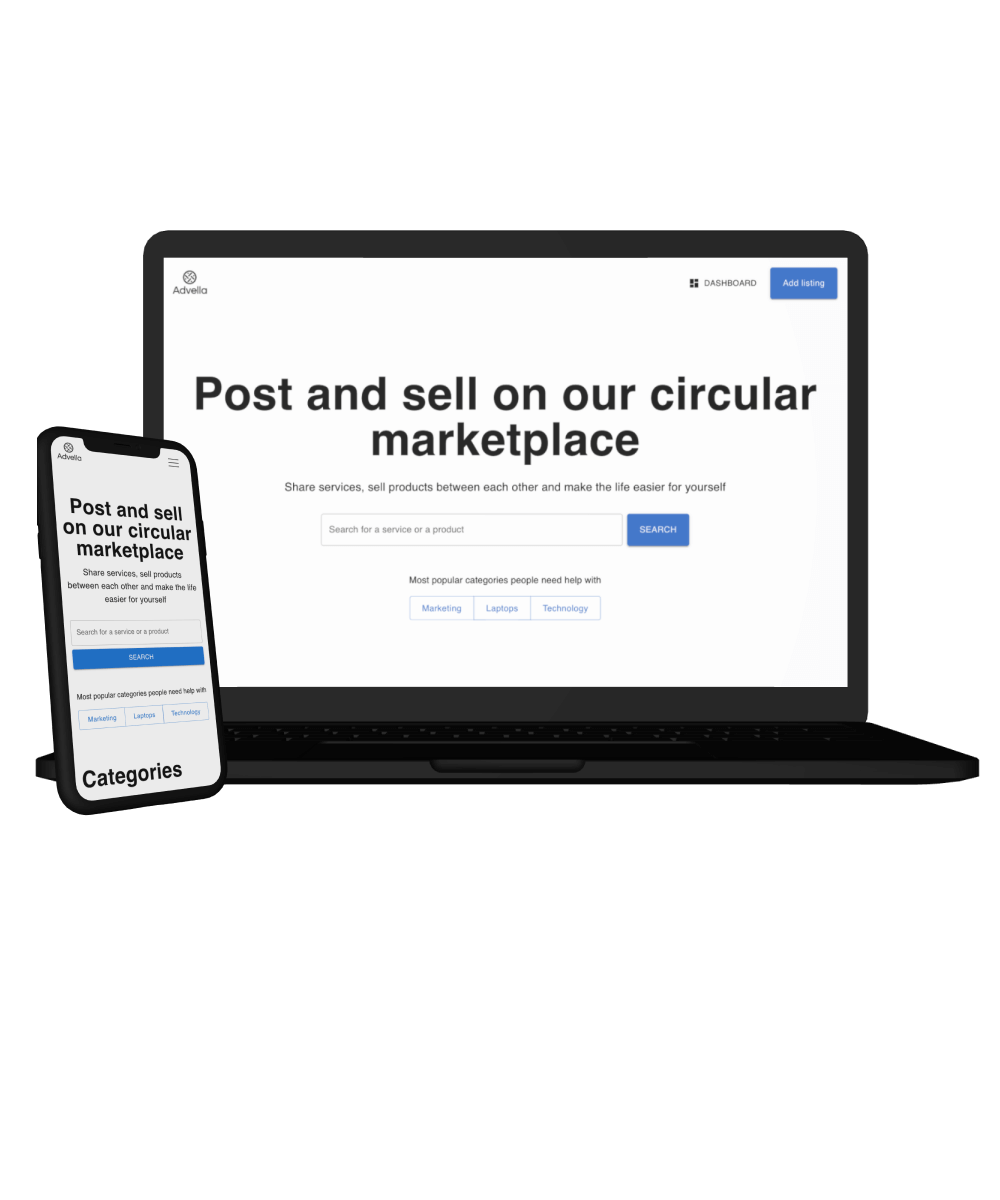 Advella
DASHBOARD
Add listing
Post and sell on our circular
marketplace
Share services, sell products between each other and make the life easier for yourself
Search for a service or a product
SEARCH
Most popular categories people need help with
Marketing
Laptops
Technology
Advella
Post and sell
on our circular
marketplace
Share services, sell products
between each other and make the life
easier for yourself
Search for a service or a product
SEARCH
Most popular categories people need help with
Marketing
Laptops
Technology
Categories